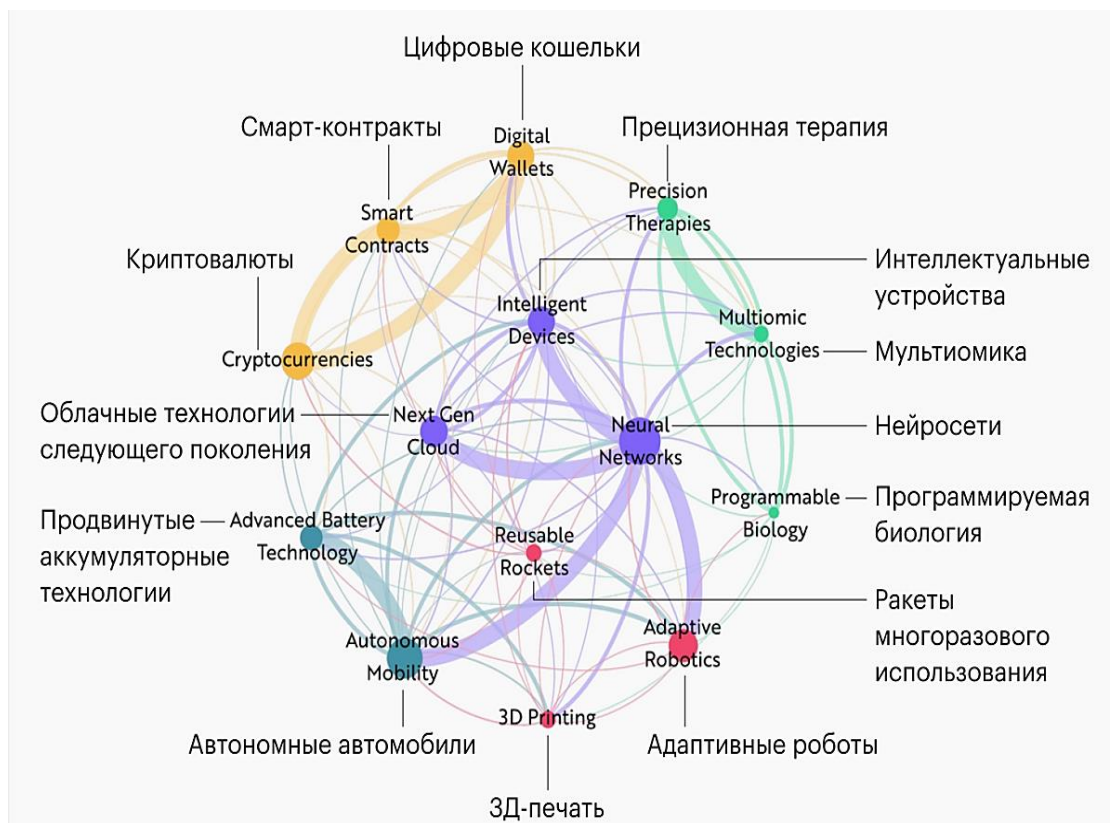 Цифровые кошельки
Смарт-контракты
Digital
Wallets
Прецизионная терапия
Precision
Therapies
Smart
Contracts
Криптовалюты
Интеллектуальные
устройства
Intelligent
Devices
Multiomic
Technologies
Мультиомика
Cryptocurrencies
Облачные технологии
следующего поколения
Next Gen
Cloud
Neural
Networks
Нейросети
Programmable
Biology
Программируемая
биология
Продвинутые
аккумуляторные
технологии
Advanced Battery
Technology
Reusable
Rockets
Ракеты
многоразового
использования
Autonomous
Mobility
Adaptive
Robotics
3D Printing
Автономные автомобили
Адаптивные роботы
3Д-печать